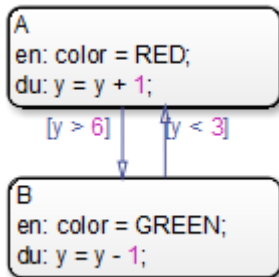 A
en: color = RED;
du: y = y + 1;
[y > 6] [y < 3]
B
en: color = GREEN;
du: y = y - 1;